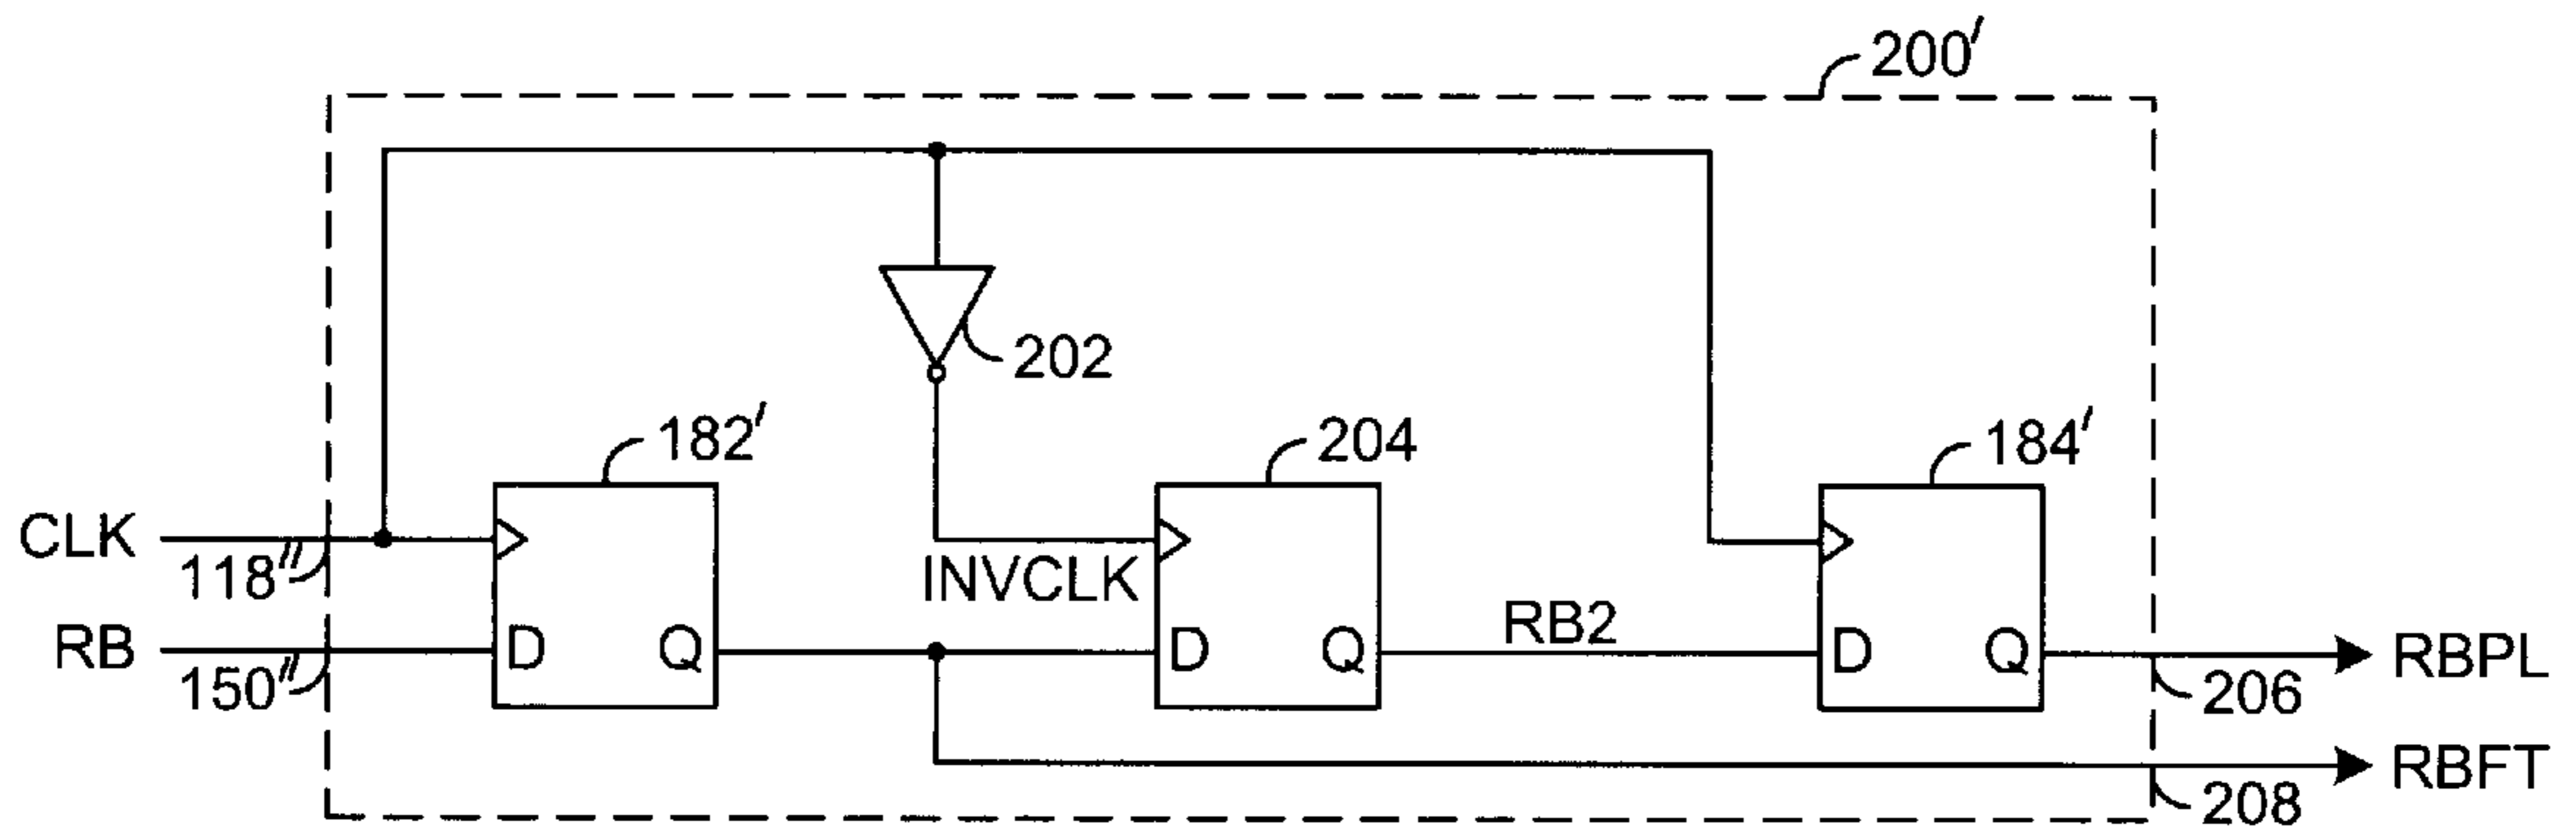 200'
202
182'
204
184'
CLK
118"
INVCLK
RB
150"
D
Q
D
RB2
Q
D
Q
RBPL
206
RBFT
208